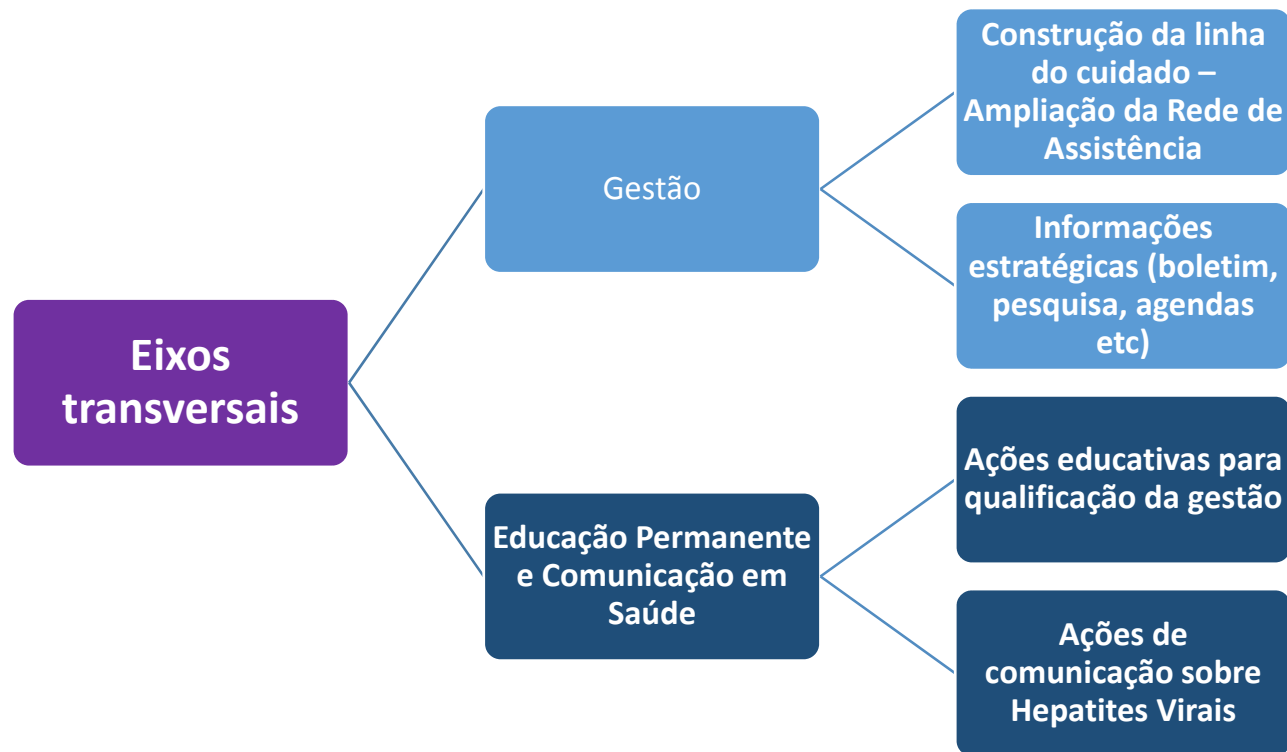 Eixos
transversais
Gestão
Construção da linha
do cuidado –
Ampliação da Rede de
Assistência
Informações
estratégicas (boletim,
pesquisa, agendas
etc)
Educação Permanente
e Comunicação em
Saúde
Ações educativas para
qualificação da gestão
Ações de
comunicação sobre
Hepatites Virais